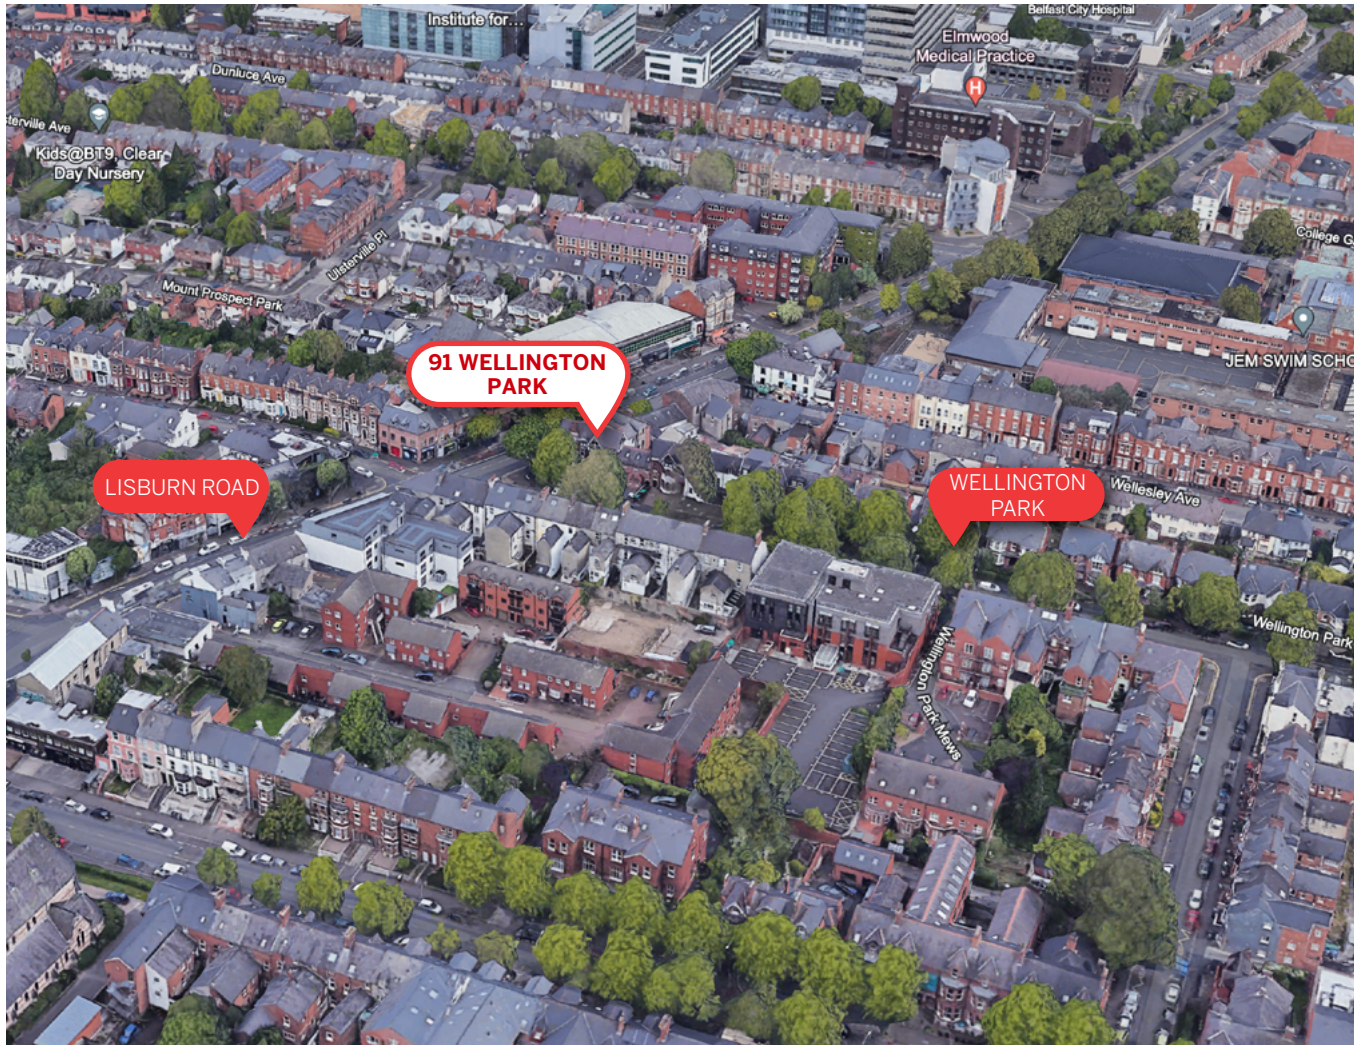 Institute for...
Belfast City Hospital
Elmwood
Medical Practice
H
Dunluce Ave
sterville Ave
Kids@BT9, Clear
Day Nursery
Ulsterville Pl
College G
Mount Prospect Park
JEM SWIM SCHO
91 WELLINGTON
PARK
LISBURN ROAD
WELLINGTON
PARK
Wellesley Ave
Wellington Park
Wellington Park Mews